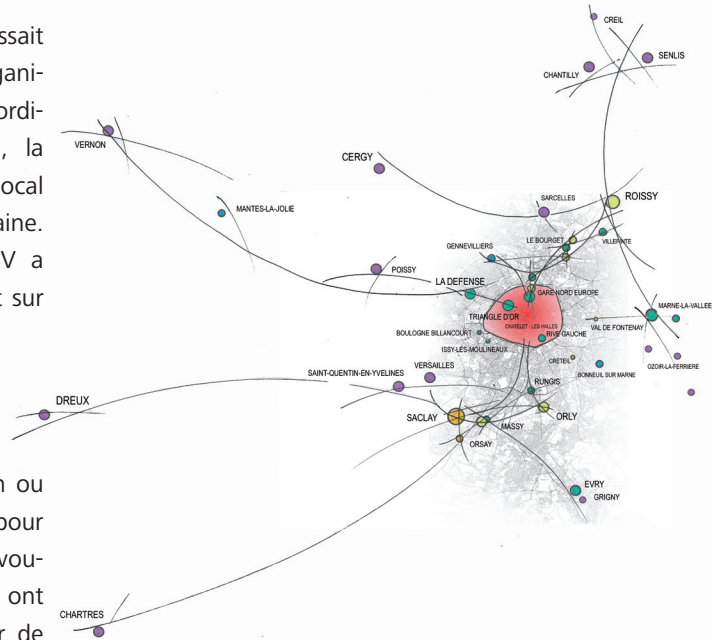 ssait
gani-
ordi-
, la
ocal
aine.
V a
sur
n ou
pour
vou-
ont
r de
CREIL
SENLIS
CHANTILLY
VERNON
CERGY
MANTES-LA-JOLIE
SARCELLES
ROISSY
GENNEVILLIERS
LE BOURGET
VILLEPINTE
POISSY
LA DEFENSE
GARE NORD EUROPE
TRIANGLE D'OR
CHATELET - LES HALLES
MARNE-LA-VALLEE
VAL DE FONTENAY
BOULOGNE BILLANCOURT
RIVE GAUCHE
ISSY-LES-MOULINEAUX
CRETEIL
BONNEUIL SUR MARNE
OZOIR-LA-FERRIERE
SAINT-QUENTIN-EN-YVELINES
VERSAILLES
RUNGIS
DREUX
SACLAY
MASSY
ORLY
ORSAY
EVRY
GRIGNY
CHARTRES